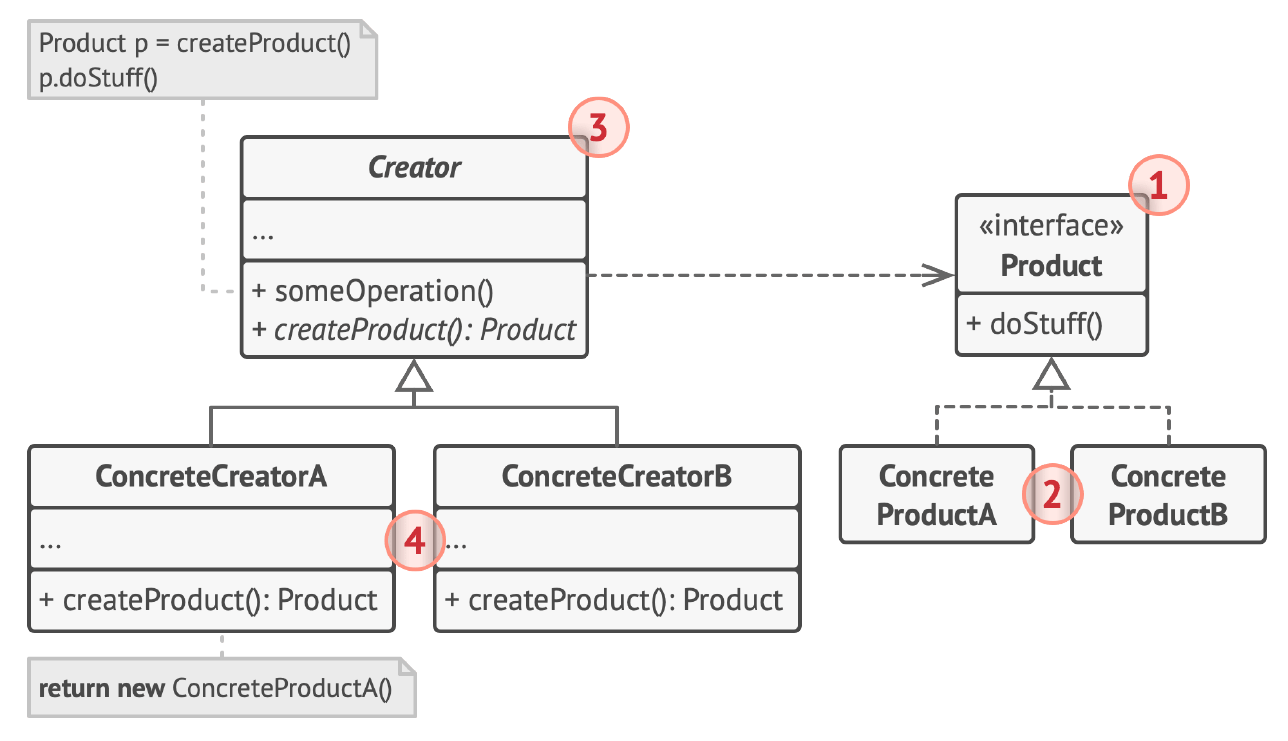 Product p = createProduct()
p.doStuff()
3
Creator
...
+ someOperation()
+ createProduct(): Product
1
«interface»
Product
+ doStuff()
ConcreteCreatorA
...
+ createProduct(): Product
4
ConcreteCreatorB
...
+ createProduct(): Product
Concrete
ProductA
2
Concrete
ProductB
return new ConcreteProductA()